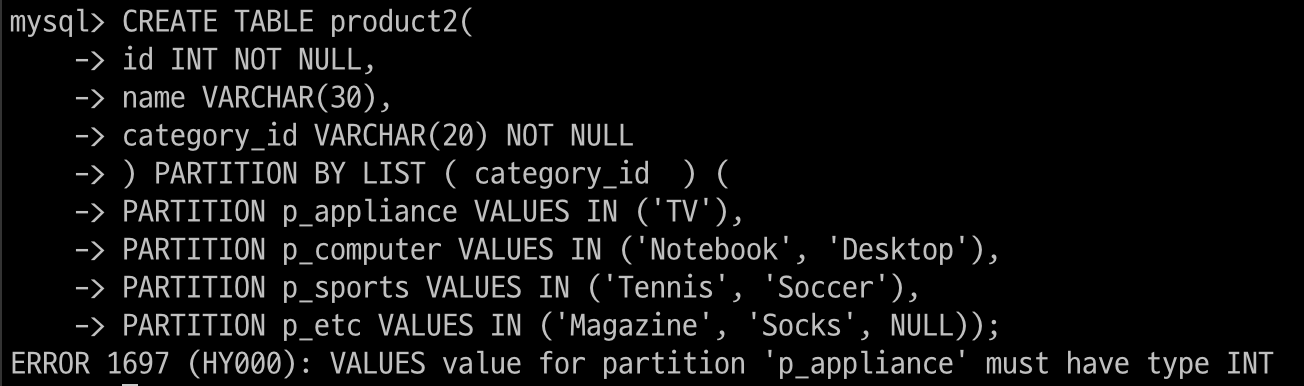 mysql> CREATE TABLE product2(
    -> id INT NOT NULL,
    -> name VARCHAR(30),
    -> category_id VARCHAR(20) NOT NULL
    -> ) PARTITION BY LIST ( category_id  ) (
    -> PARTITION p_appliance VALUES IN ('TV'),
    -> PARTITION p_computer VALUES IN ('Notebook', 'Desktop'),
    -> PARTITION p_sports VALUES IN ('Tennis', 'Soccer'),
    -> PARTITION p_etc VALUES IN ('Magazine', 'Socks', NULL));
ERROR 1697 (HY000): VALUES value for partition 'p_appliance' must have type INT